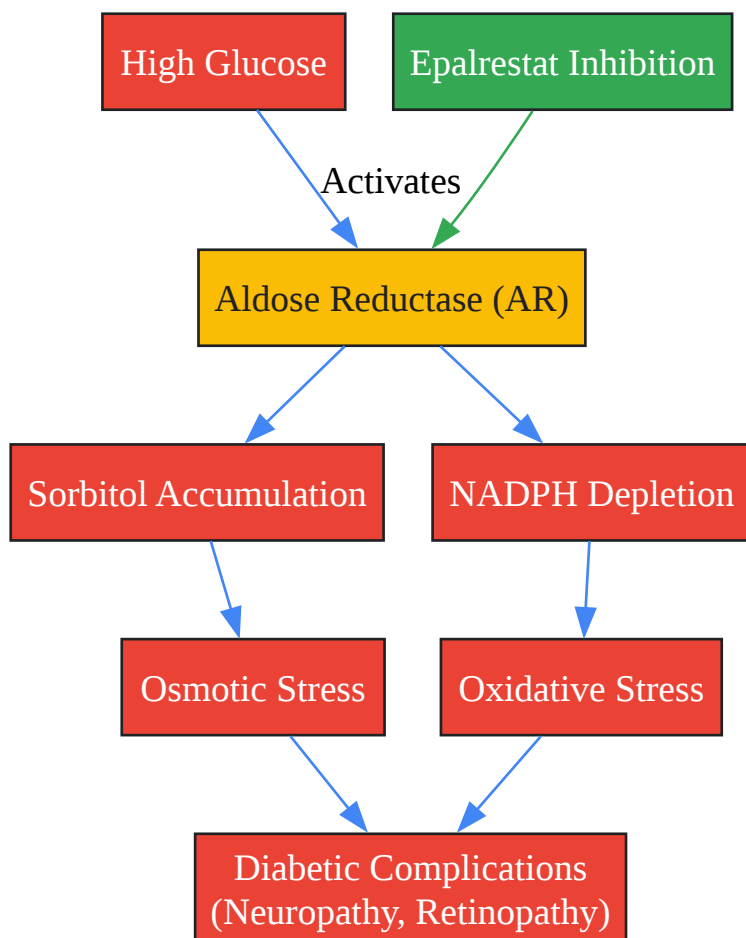 High Glucose
Epalrestat Inhibition
Activates
Aldose Reductase (AR)
Sorbitol Accumulation
NADPH Depletion
Osmotic Stress
Oxidative Stress
Diabetic Complications
(Neuropathy, Retinopathy)